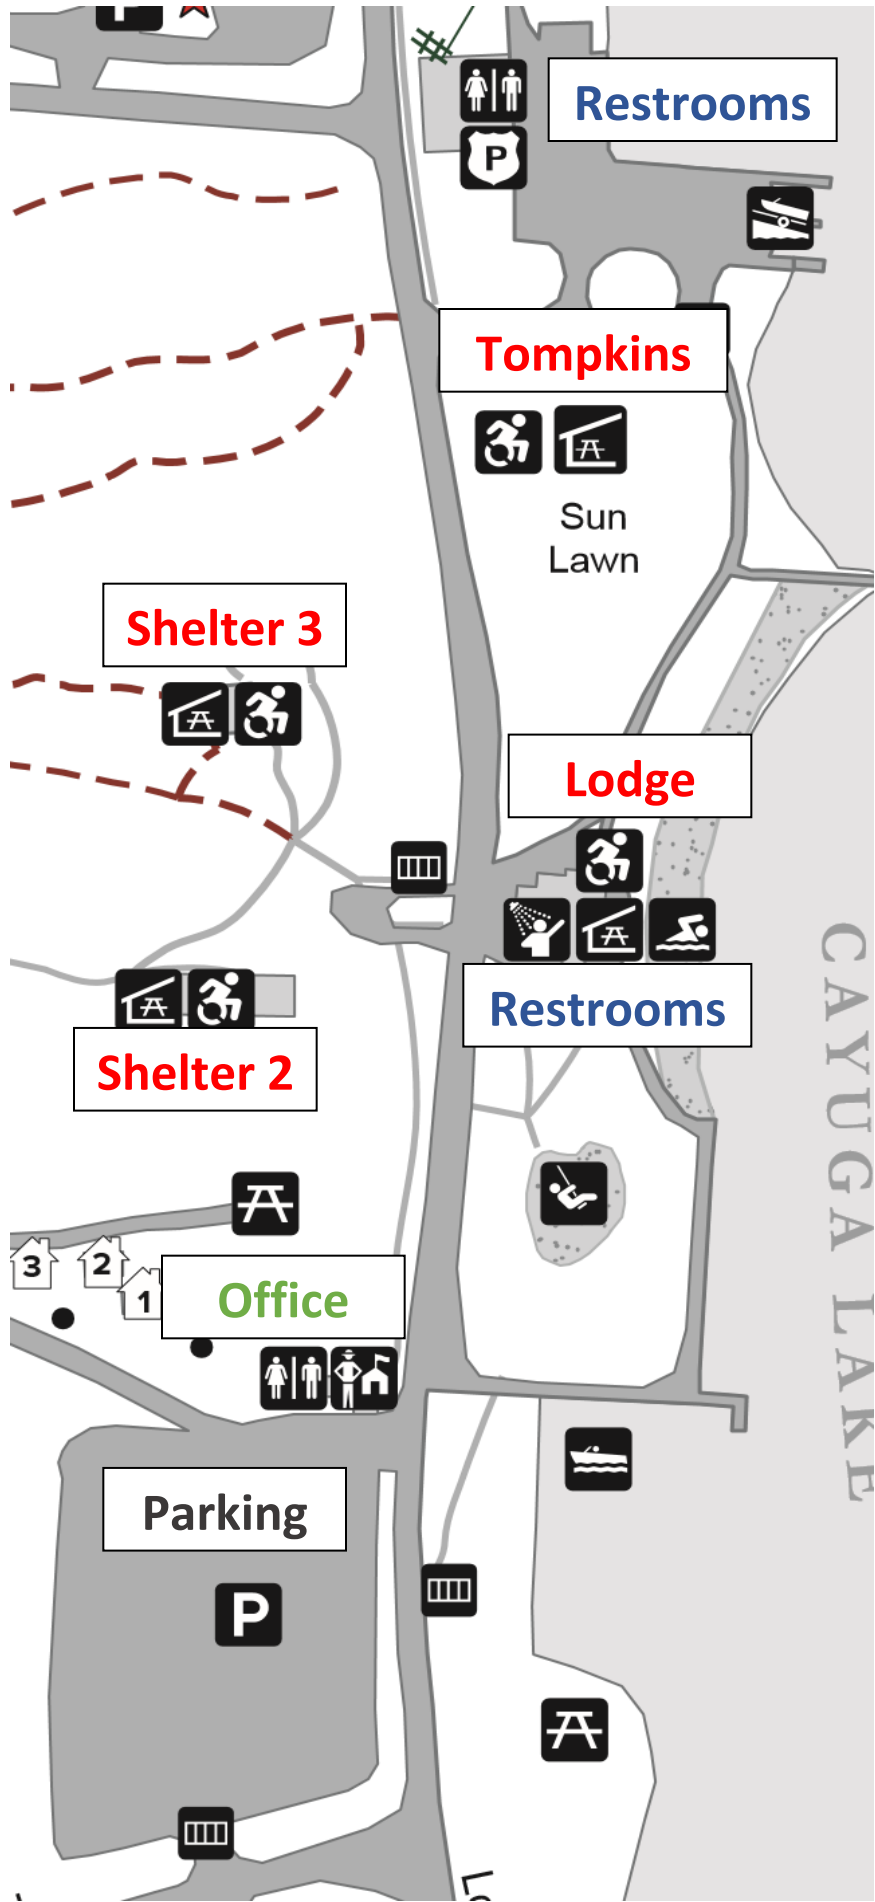 P
Restrooms
P
Tompkins
Sun
Lawn
Shelter 3
Lodge
Restrooms
Shelter 2
CAYUGA LAKE
3
2
1
Office
Parking
P